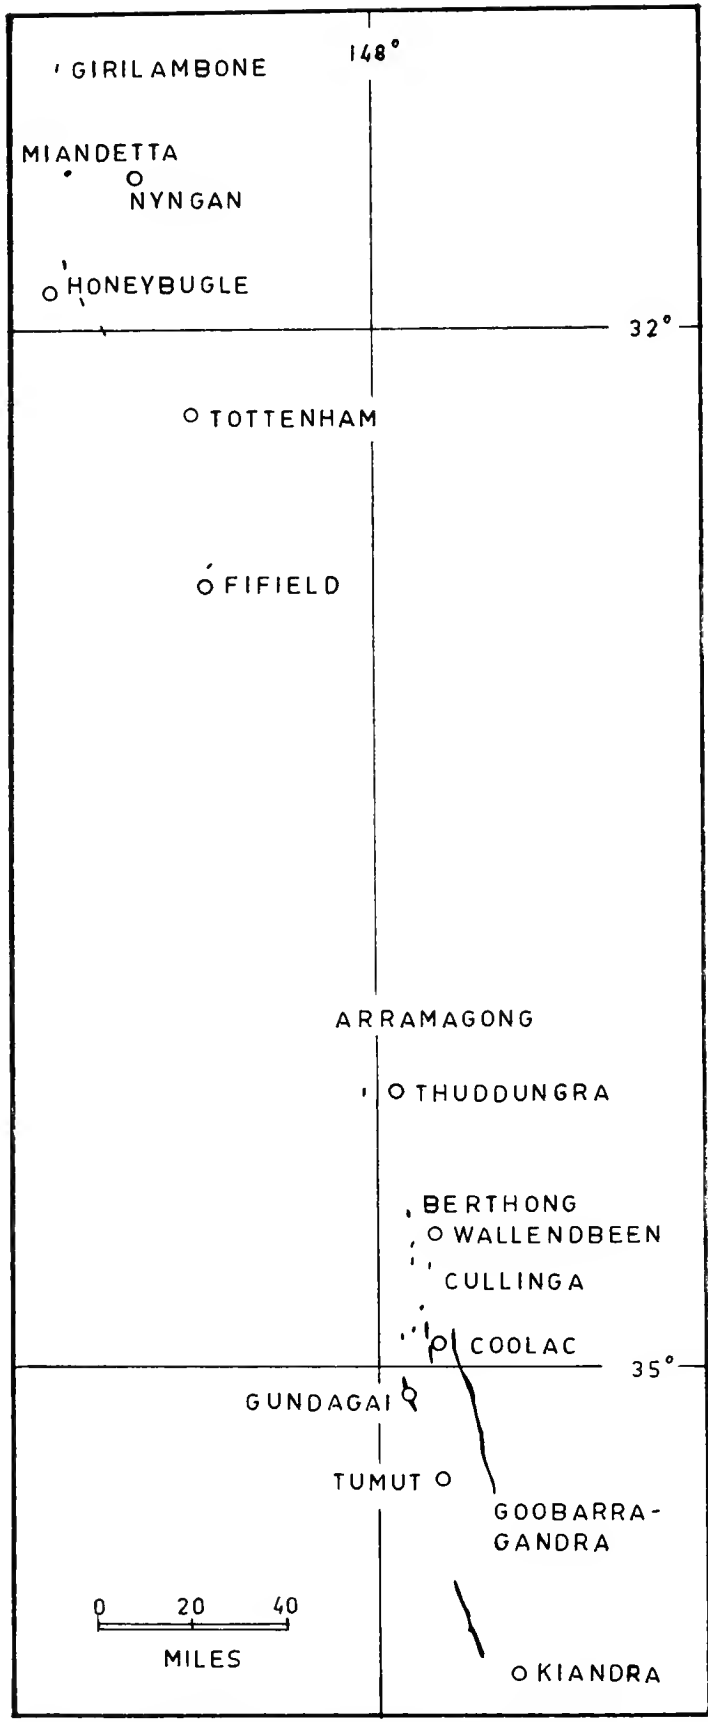 148°
GIRILAMBONE
MIANDETTA
NYNGAN
HONEYBUGLE
32°
TOTTENHAM
FIFIELD
ARRAMAGONG
THUDDUNGRA
BERTHONG
WALLENDBEEN
CULLINGA
COOLAC
35°
GUNDAGAI
TUMUT
GOOBARRA-
GANDRA
0 20 40
MILES
KIANDRA